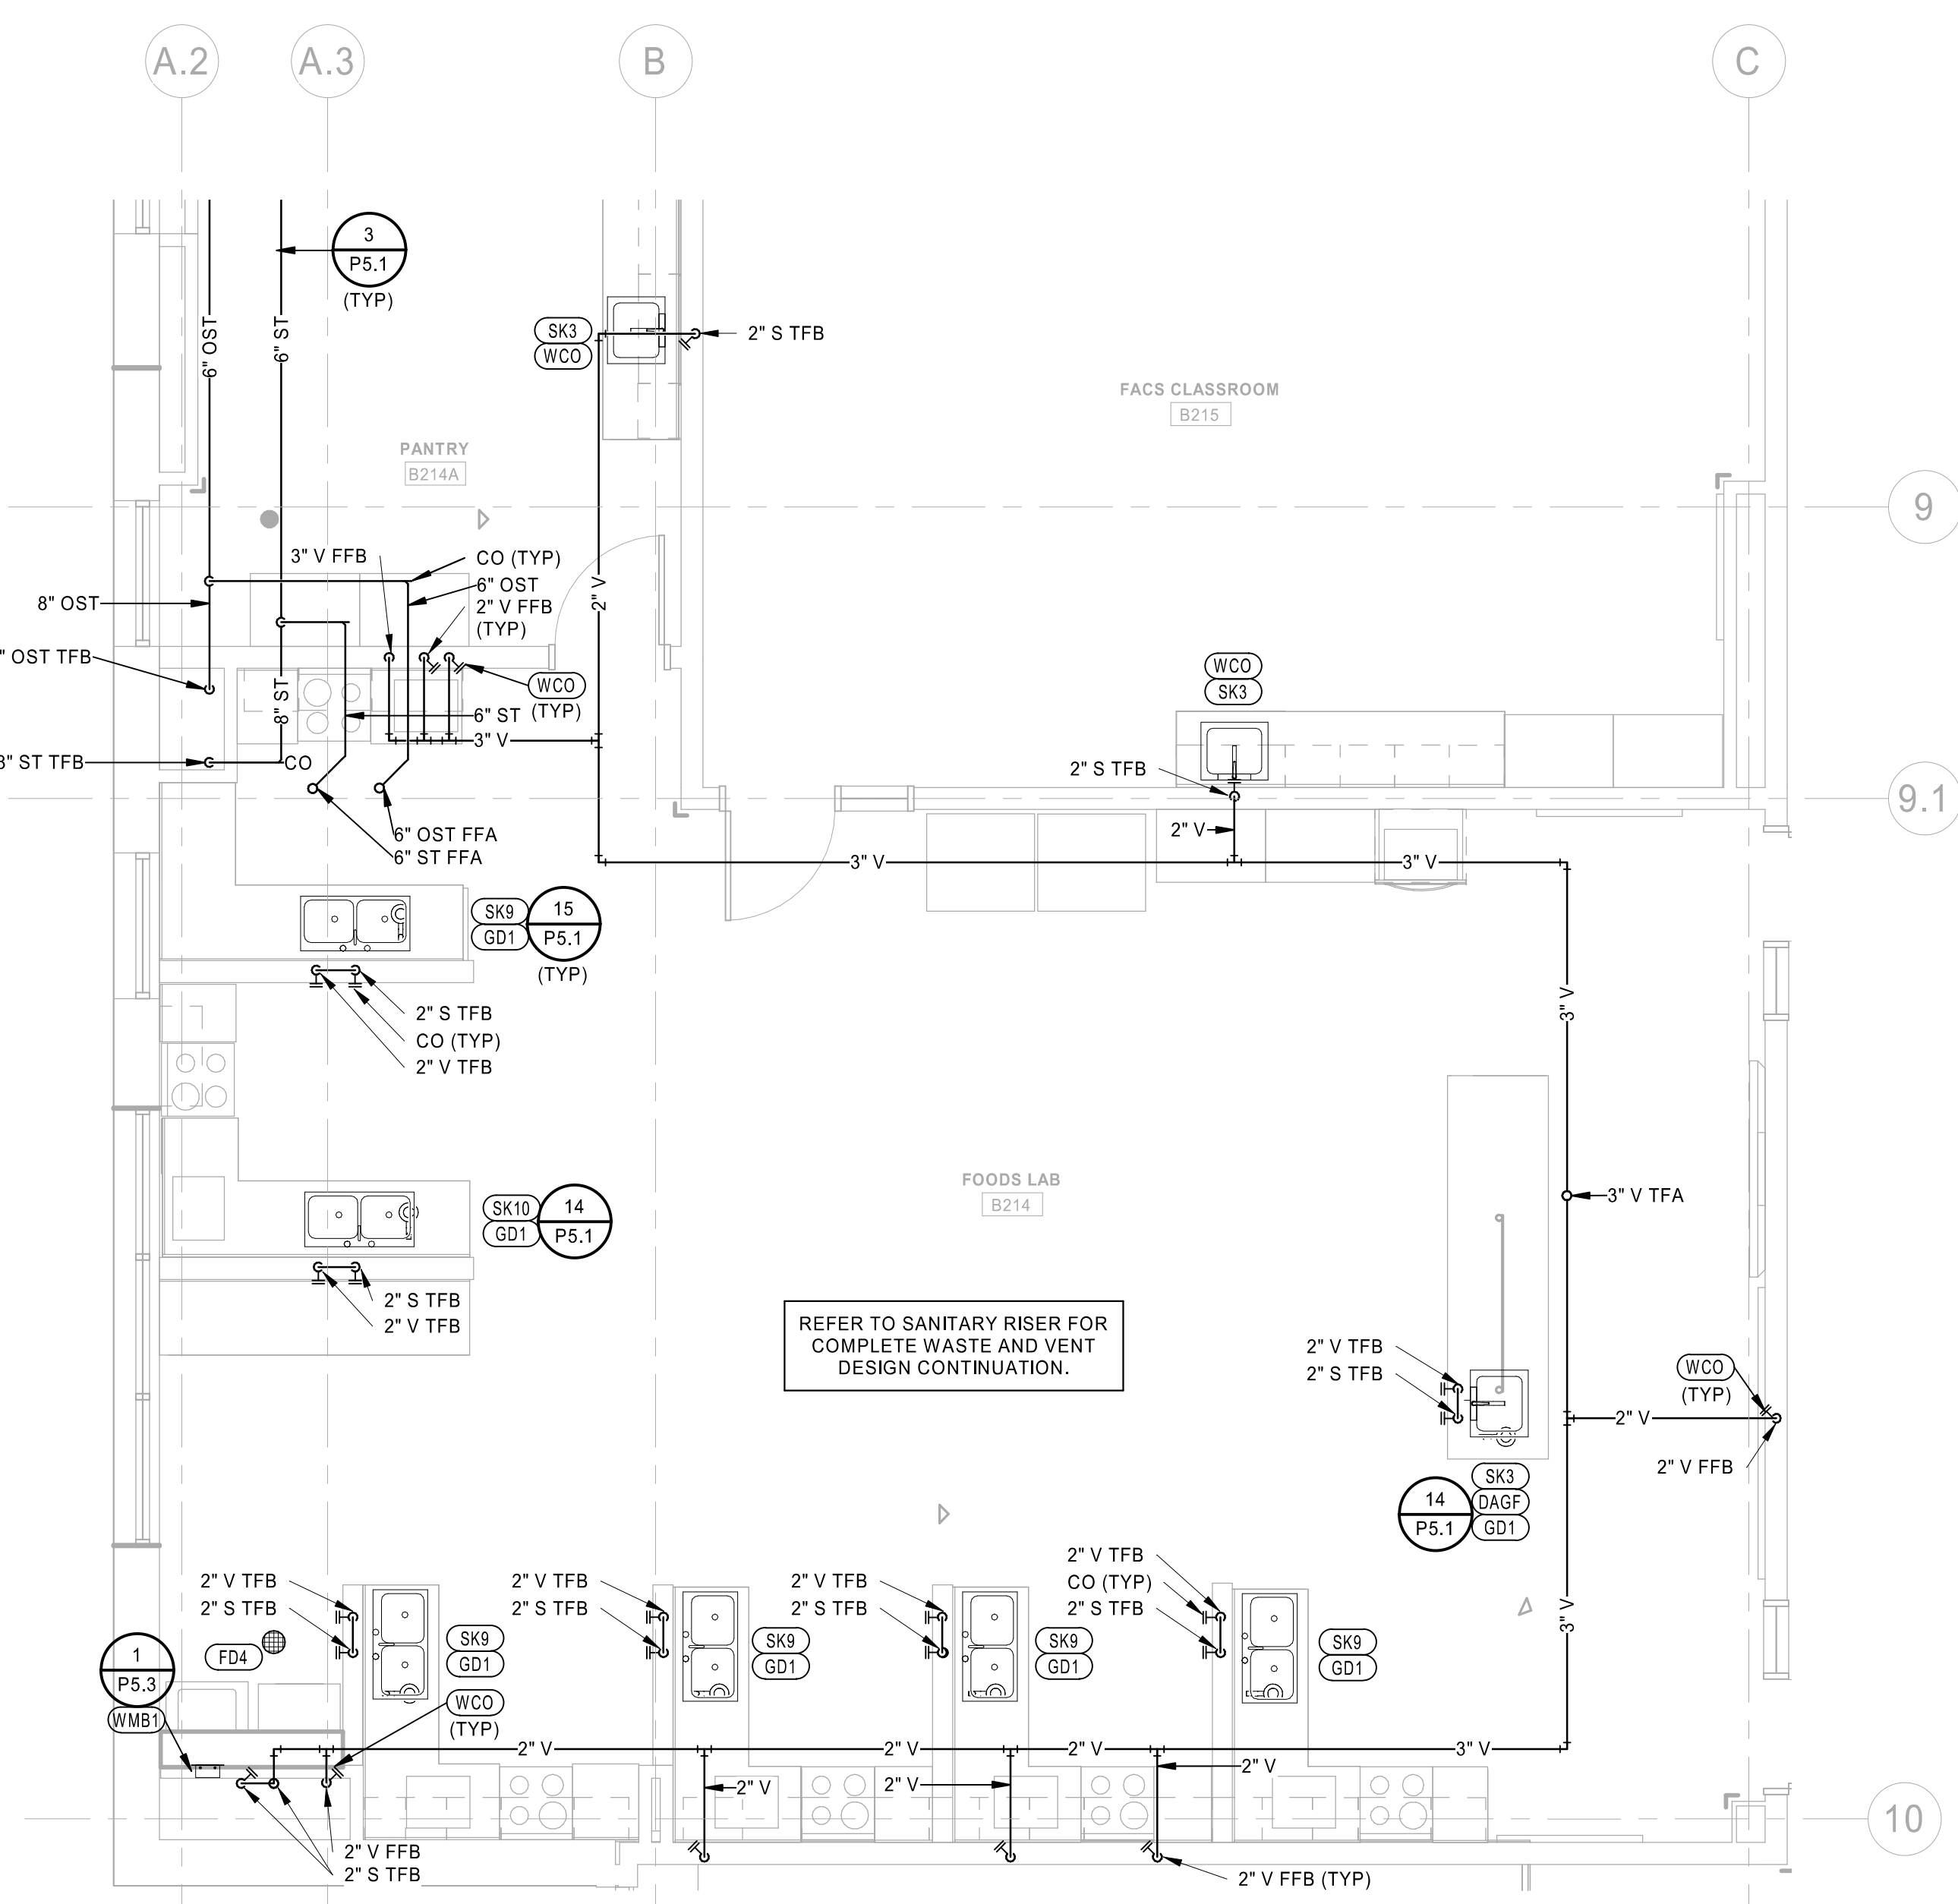 A.2
A.3
B
C
3
P5.1
(TYP)
6" OST
6" ST
SK3
WCO
2" S TFB
FACS CLASSROOM
B215
PANTRY
B214A
9
3" V FFB
CO (TYP)
6" OST
2" V FFB
(TYP)
2" V
8" OST
" OST TFB
WCO
(TYP)
8" ST
6" ST
3" V
ST TFB
CO
WCO
SK3
2" S TFB
9.1
2" V
6" OST FFA
6" ST FFA
3" V
3" V
SK9
GD1
15
P5.1
(TYP)
2" S TFB
CO (TYP)
2" V TFB
3" V
FOODS LAB
B214
3" V TFA
SK10
GD1
14
P5.1
2" S TFB
2" V TFB
REFER TO SANITARY RISER FOR
COMPLETE WASTE AND VENT
DESIGN CONTINUATION.
2" V TFB
2" S TFB
WCO
(TYP)
2" V
2" V FFB
SK3
DAGF
GD1
14
P5.1
2" V TFB
2" S TFB
2" V TFB
2" S TFB
2" V TFB
2" S TFB
2" V TFB
CO (TYP)
2" S TFB
3" V
FD4
1
P5.3
WMB1
SK9
GD1
WCO
(TYP)
SK9
GD1
SK9
GD1
SK9
GD1
2" V
2" V
2" V
3" V
2" V
2" V
2" V
10
2" V FFB
2" S TFB
2" V FFB (TYP)